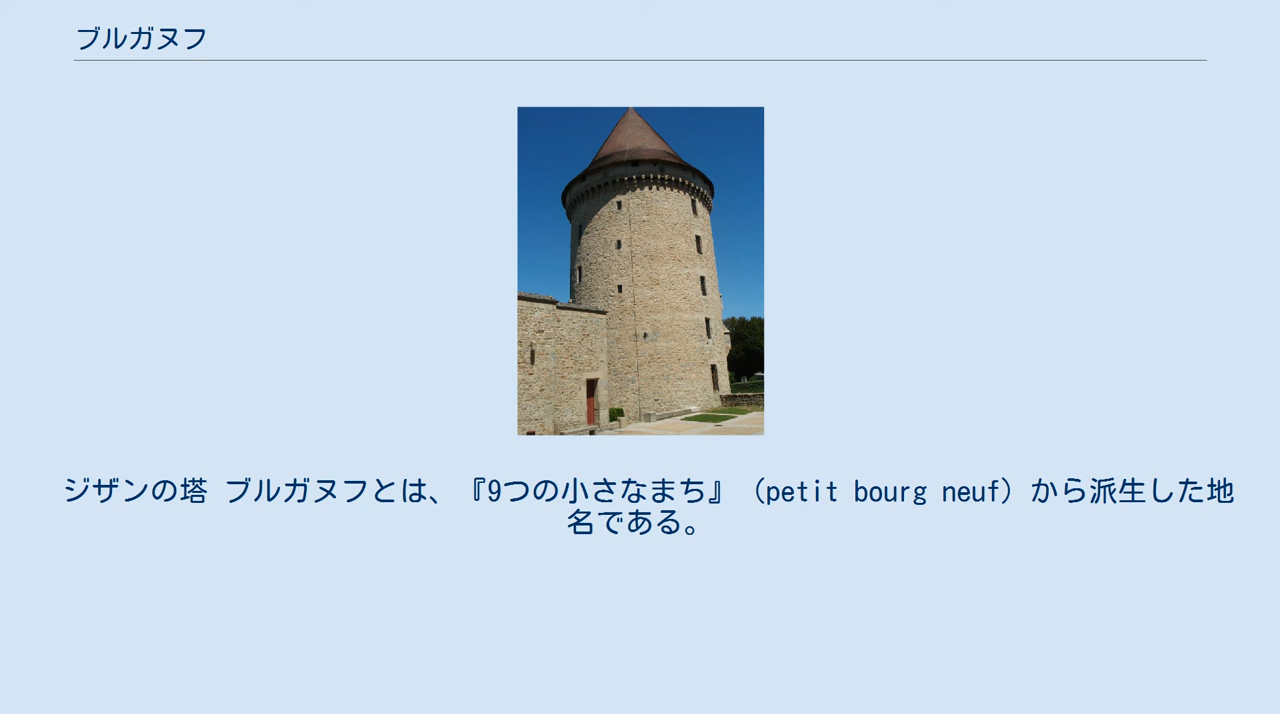 ブルガヌフ
ジザンの塔 ブルガヌフとは、『9つの小さなまち』（petit bourg neuf）から派生した地
名である。